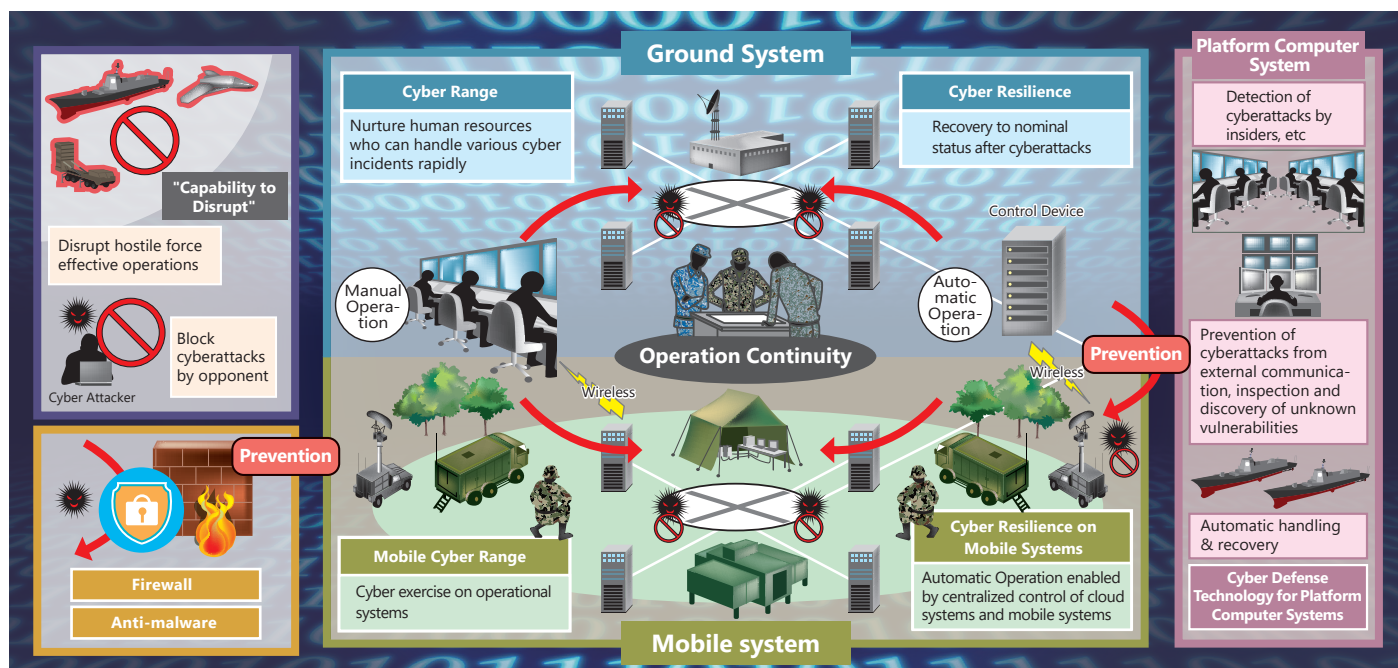 "Capability to
Disrupt"
Disrupt hostile force
effective operations
Block
cyberattacks
by opponent
Cyber Attacker
Prevention
Firewall
Anti-malware
Ground System
Cyber Range
Nurture human resources
who can handle various cyber
incidents rapidly
Cyber Resilience
Recovery to nominal
status after cyberattacks
Control Device
Manual
Opera-
tion
Auto-
matic
Opera-
tion
Operation Continuity
Wireless
Wireless
Prevention
Mobile Cyber Range
Cyber exercise on operational
systems
Cyber Resilience on
Mobile Systems
Automatic Operation enabled
by centralized control of cloud
systems and mobile systems
Mobile system
Platform Computer
System
Detection of
cyberattacks by
insiders, etc
Prevention of
cyberattacks from
external communica-
tion, inspection and
discovery of unknown
vulnerabilities
Automatic handling
& recovery
Cyber Defense
Technology for Platform
Computer Systems